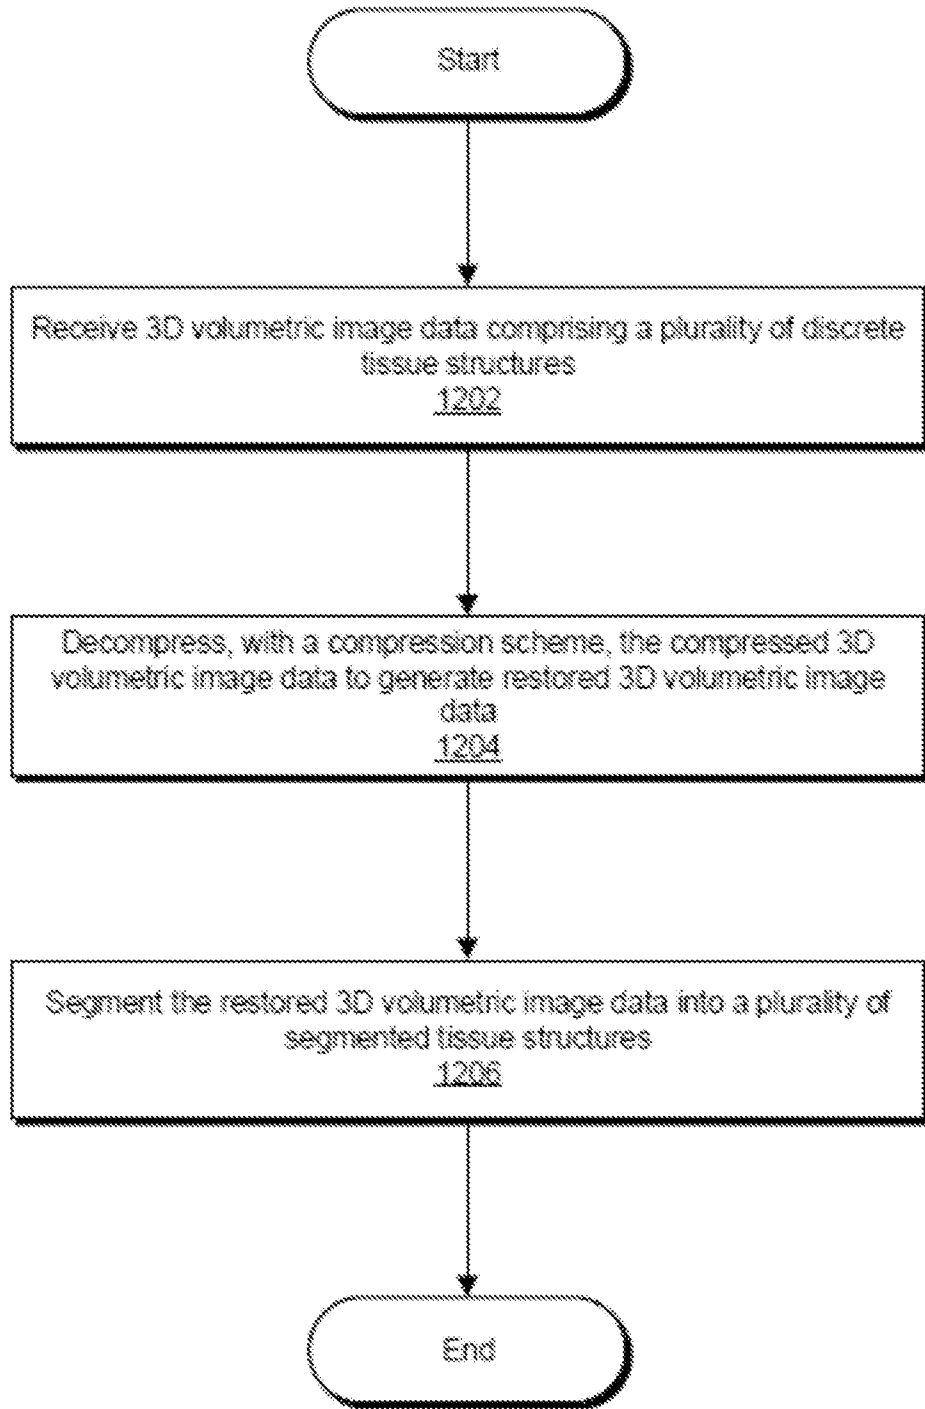 Start
Receive 3D volumetric image data comprising a plurality of discrete
tissue structures
1202
Decompress, with a compression scheme, the compressed 3D
volumetric image data to generate restored 3D volumetric image
data
1204
Segment the restored 3D volumetric image data into a plurality of
segmented tissue structures
1206
End